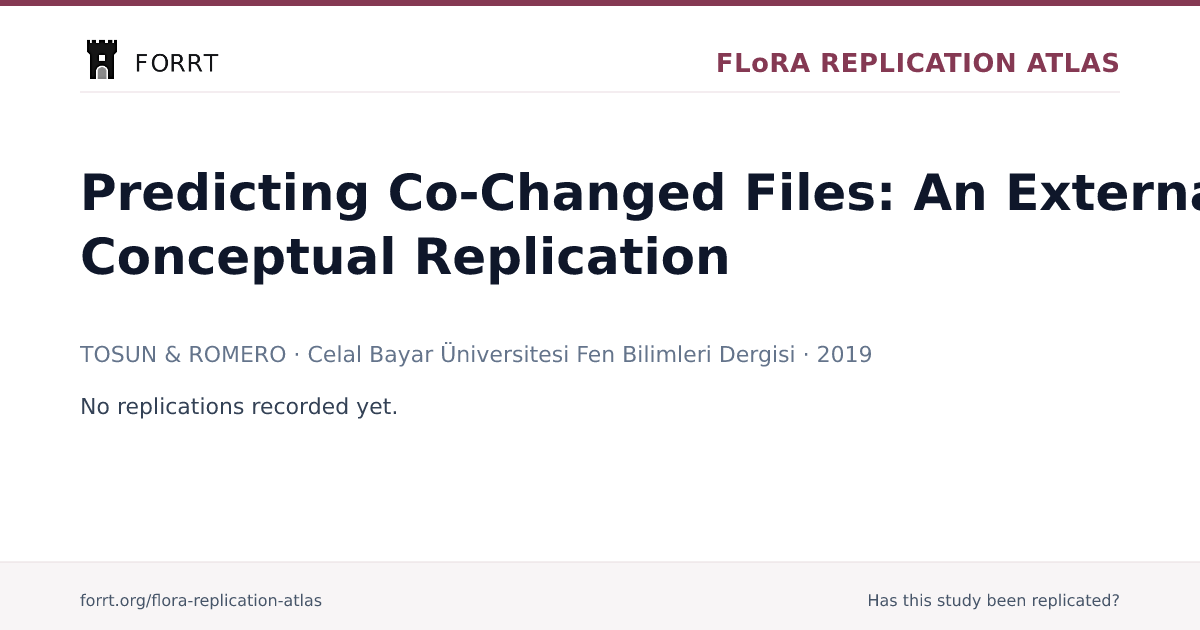 FORRT
FLoRA REPLICATION ATLAS
Predicting Co-Changed Files: An Externa
Conceptual Replication
TOSUN & ROMERO · Celal Bayar Üniversitesi Fen Bilimleri Dergisi · 2019
No replications recorded yet.
forrt.org/flora-replication-atlas
Has this study been replicated?